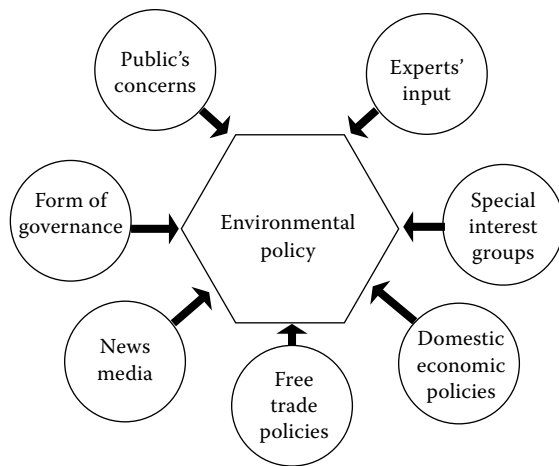 Public's
concerns
Experts'
input
Form of
governance
Environmental
policy
Special
interest
groups
News
media
Free
trade
policies
Domestic
economic
policies